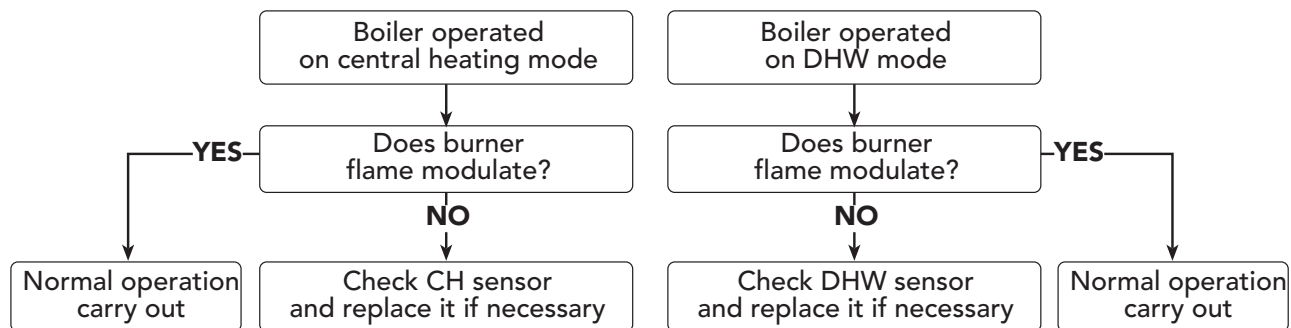 Boiler operated
on central heating mode
Boiler operated
on DHW mode
Does burner
flame modulate?
YES
NO
Does burner
flame modulate?
YES
NO
Normal operation
carry out
Check CH sensor
and replace it if necessary
Check DHW sensor
and replace it if necessary
Normal operation
carry out